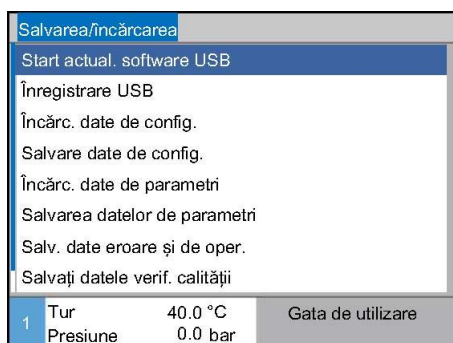 Salvarea/încărcarea
Start actual. software USB
Înregistrare USB
Încărc. date de config.
Salvare date de config.
Încărc. date de parametri
Salvarea datelor de parametri
Salv. date eroare și de oper.
Salvați datele verif. calității
1 Tur 40.0 °C Gata de utilizare
Presiune 0.0 bar